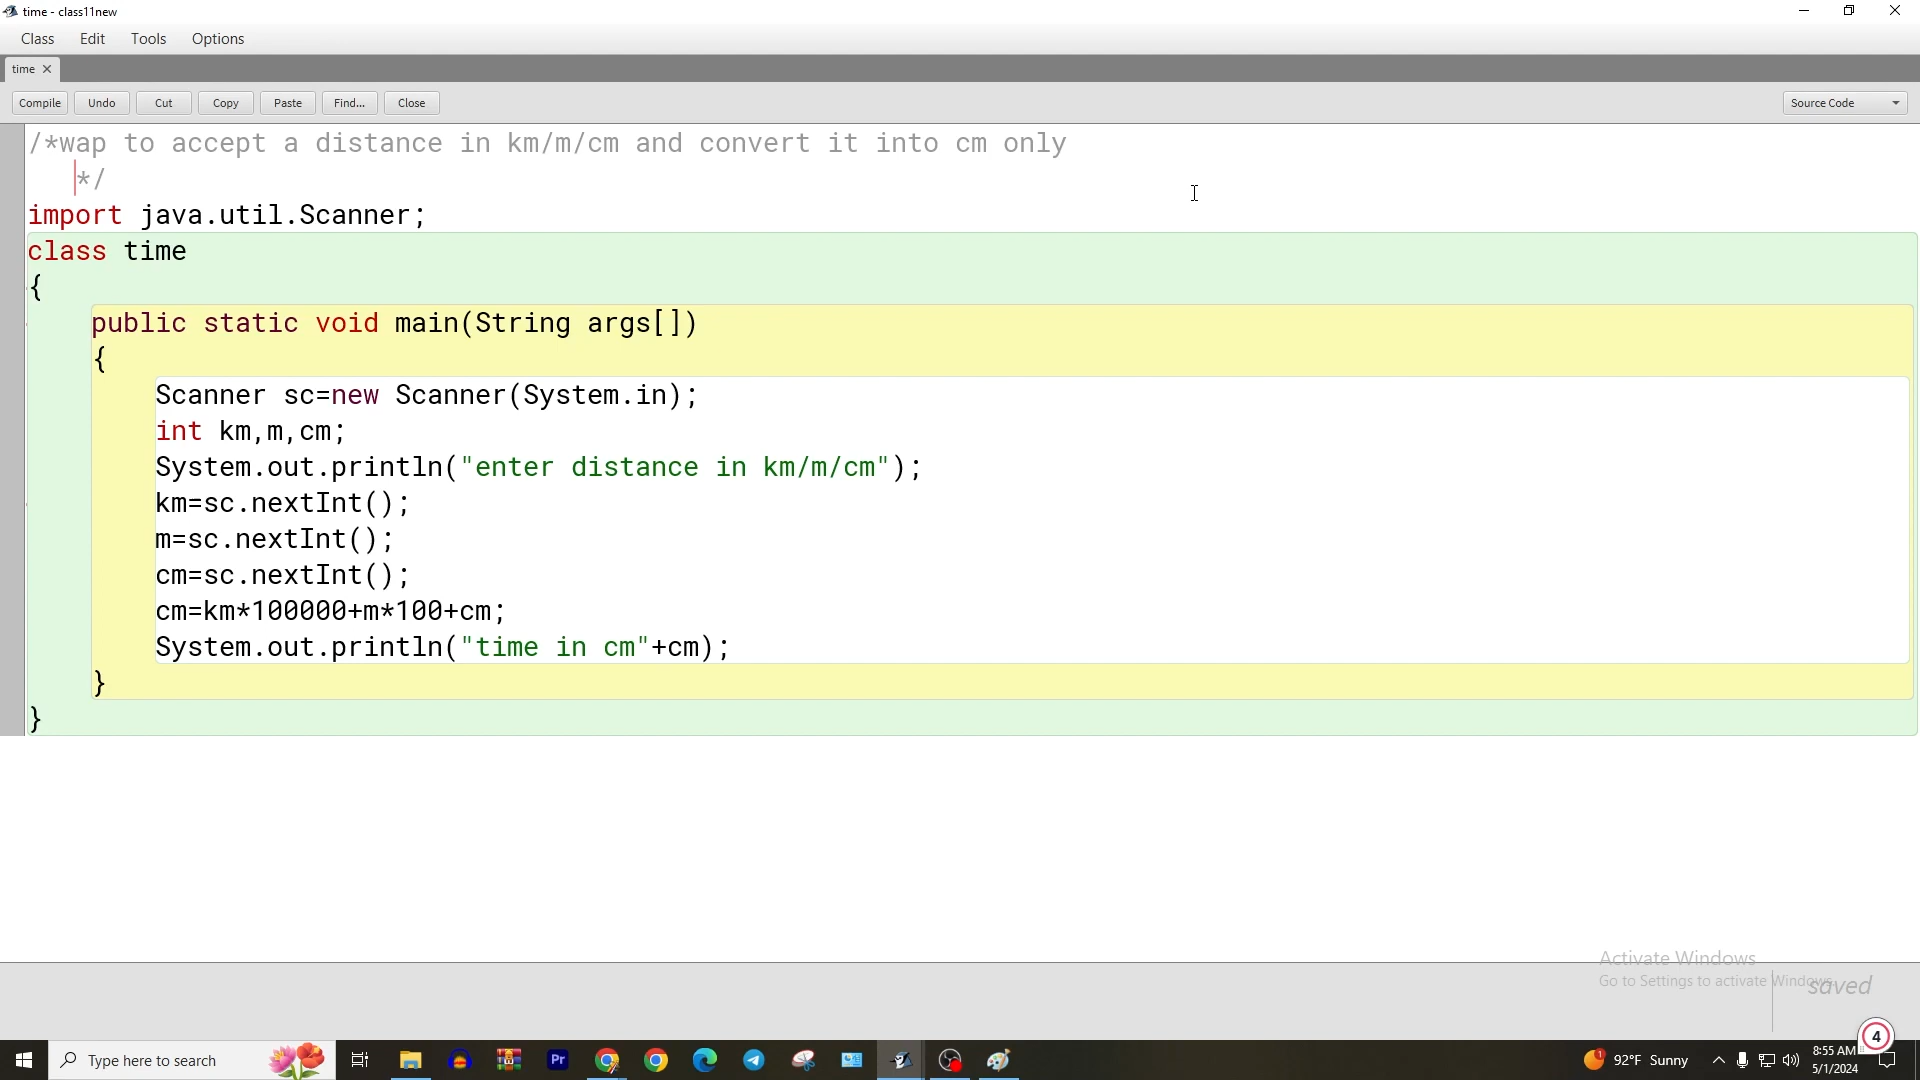 time - class11new
Class Edit Tools Options
time
Compile Undo Cut Copy Paste Find... Close Source Code
/*wap to accept a distance in km/m/cm and convert it into cm only
*/
import java.util.Scanner;
class time
{
public static void main(String args[])
{
Scanner sc=new Scanner(System.in);
int km,m,cm;
System.out.println("enter distance in km/m/cm");
km=sc.nextInt();
m=sc.nextInt();
cm=sc.nextInt();
cm=km*100000+m*100+cm;
System.out.println("time in cm"+cm);
}
}
Activate Windows
Go to Settings to activate Windows.
saved
Type here to search
Pr
1
92°F Sunny
4
8:55 AM
5/1/2024